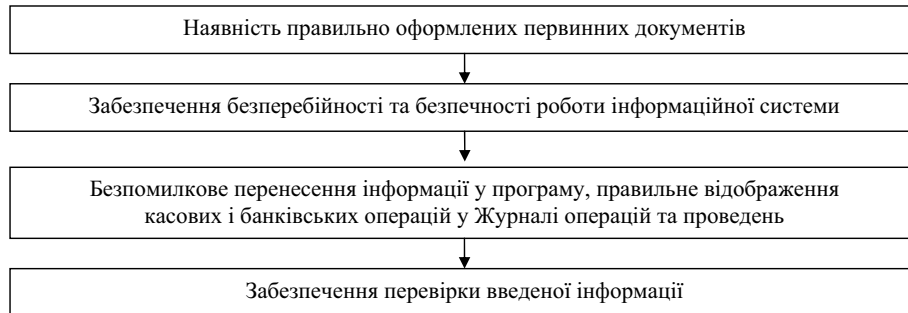 Наявність правильно оформлених первинних документів
Забезпечення безперебійності та безпечності роботи інформаційної системи
Безпомилкове перенесення інформації у програму, правильне відображення
касових і банківських операцій у Журналі операцій та проведень
Забезпечення перевірки введеної інформації